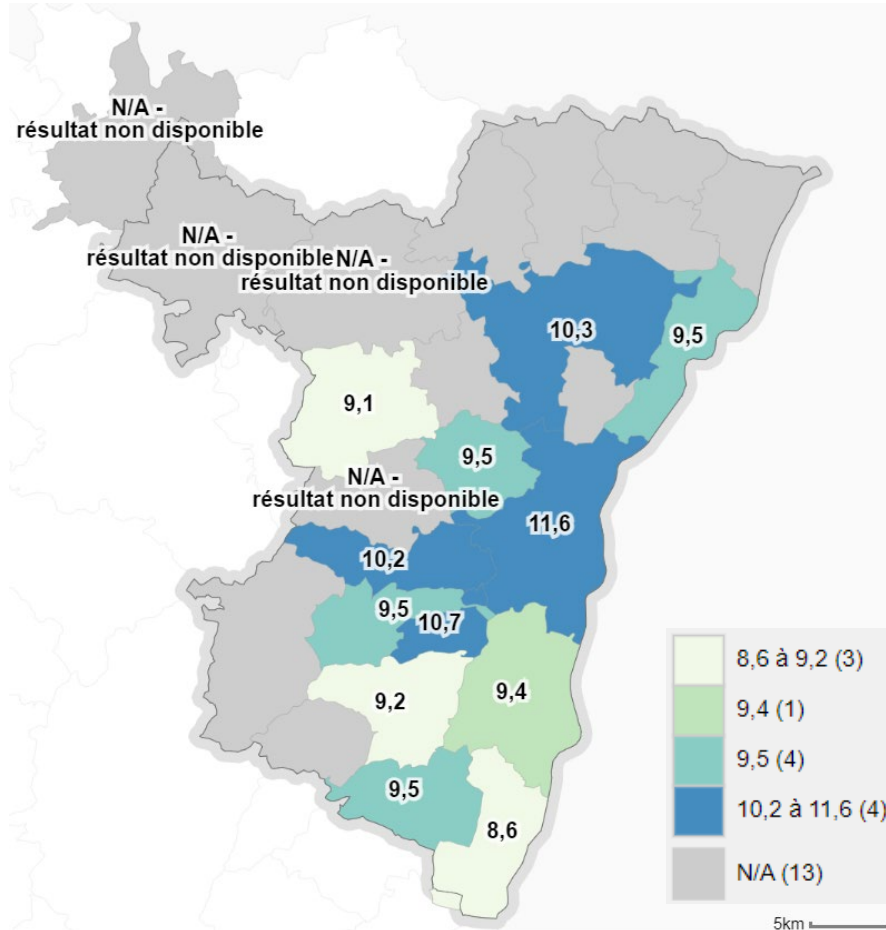 N/A -
résultat non disponible
N/A -
résultat non disponible
N/A -
résultat non disponible
10,3
9,5
9,1
9,5
N/A -
résultat non disponible
11,6
10,2
9,5
10,7
9,2
9,4
9,5
8,6
8,6 à 9,2 (3)
9,4 (1)
9,5 (4)
10,2 à 11,6 (4)
N/A (13)
5km